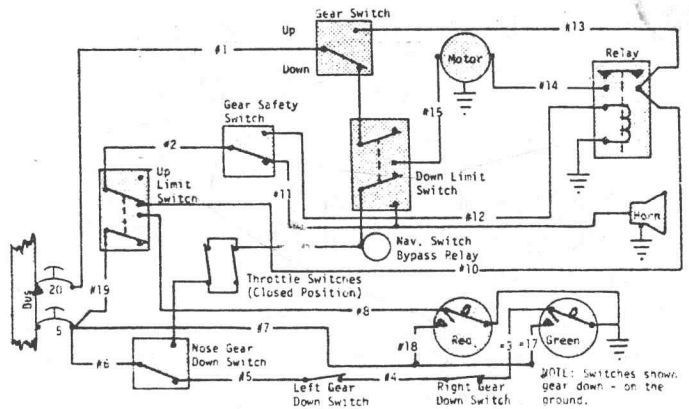 Gear Switch
Up
#13
#1
Relay
Down
Motor
#14
Gear Safety
Switch
#15
#2
Up
Limit
Switch
#11
Down Limit
Switch
#12
Horn
Nav. Switch
Bypass Relay
#10
Bus
20
#19
Throttle Switches
(Closed Position)
5
#8
#7
Red
#18
#3
#17
Green
#6
Nose Gear
Down Switch
#5
Left Gear
Down Switch
#4
Right Gear
Down Switch
NOTE: Switches shown
gear down - on the
ground.